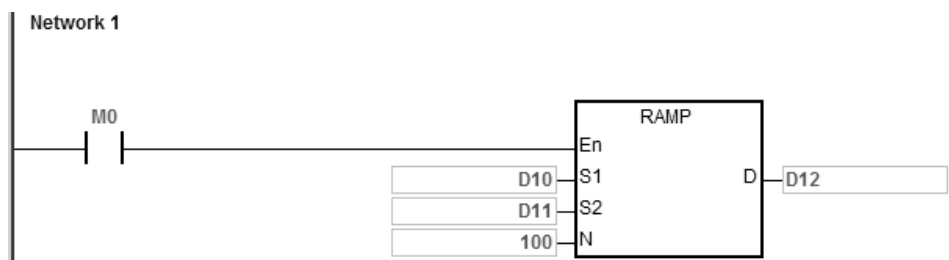 Network 1
M0
RAMP
En
D10 S1 D D12
D11 S2
100 N